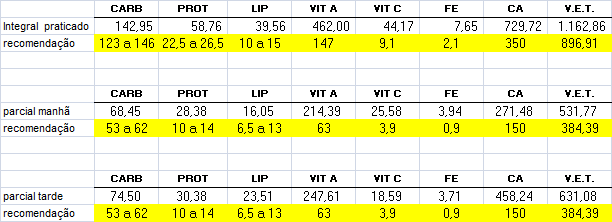 CARB PROT LIP VIT A VIT C FE CA V.E.T.
Integral praticado 142,95 58,76 39,56 462,00 44,17 7,65 729,72 1.162,86
recomendação 123 a 146 22,5 a 26,5 10 a 15 147 9,1 2,1 350 896,91
CARB PROT LIP VIT A VIT C FE CA V.E.T.
parcial manhã 68,45 28,38 16,05 214,39 25,58 3,94 271,48 531,77
recomendação 53 a 62 10 a 14 6,5 a 13 63 3,9 0,9 150 384,39
CARB PROT LIP VIT A VIT C FE CA V.E.T.
parcial tarde 74,50 30,38 23,51 247,61 18,59 3,71 458,24 631,08
recomendação 53 a 62 10 a 14 6,5 a 13 63 3,9 0,9 150 384,39